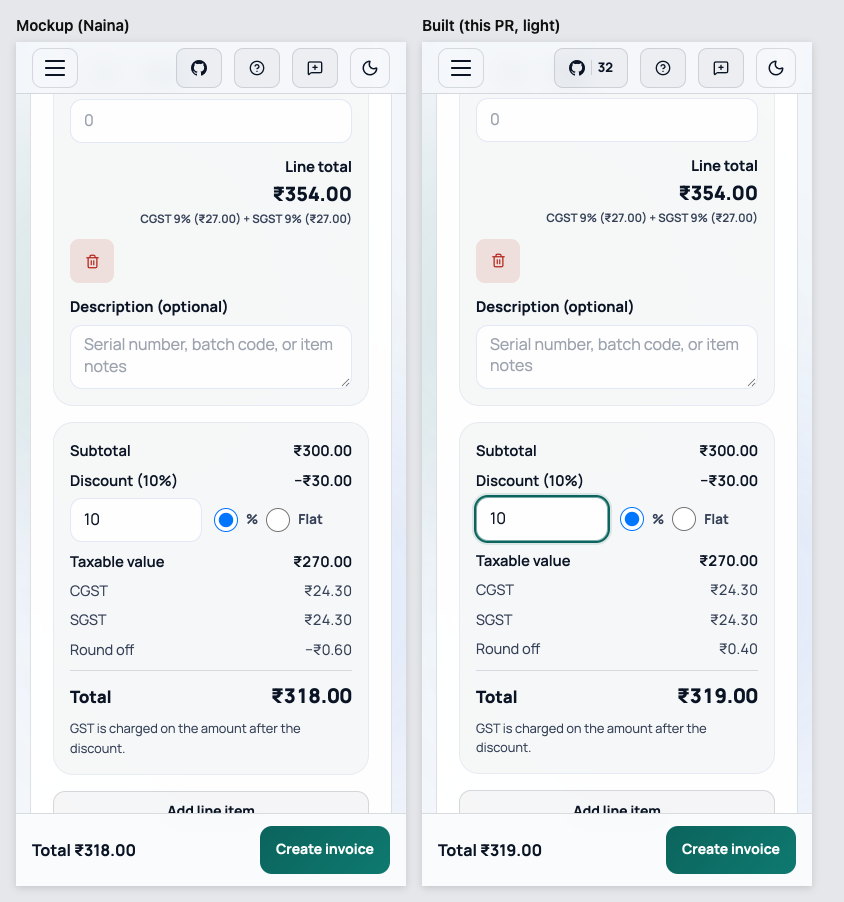 Mockup (Naina)
0
Line total
₹354.00
CGST 9% (₹27.00) + SGST 9% (₹27.00)
Description (optional)
Serial number, batch code, or item
notes
Subtotal ₹300.00
Discount (10%) −₹30.00
10 % Flat
Taxable value ₹270.00
CGST ₹24.30
SGST ₹24.30
Round off −₹0.60
Total ₹318.00
GST is charged on the amount after the
discount.
Add line item
Total ₹318.00 Create invoice
Built (this PR, light)
32
0
Line total
₹354.00
CGST 9% (₹27.00) + SGST 9% (₹27.00)
Description (optional)
Serial number, batch code, or item
notes
Subtotal ₹300.00
Discount (10%) −₹30.00
10 % Flat
Taxable value ₹270.00
CGST ₹24.30
SGST ₹24.30
Round off ₹0.40
Total ₹319.00
GST is charged on the amount after the
discount.
Add line item
Total ₹319.00 Create invoice